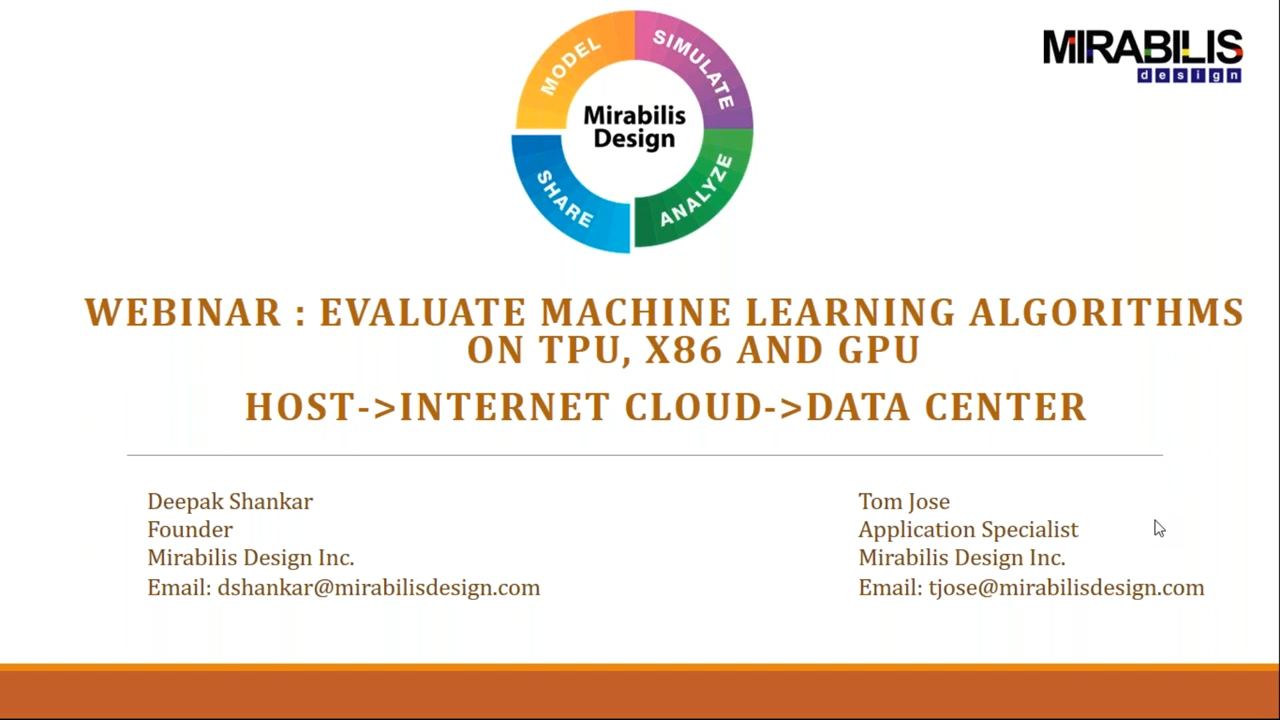 MODEL
SIMULATE
Mirabilis
Design
SHARE
ANALYZE
MIRABILIS
design
WEBINAR : EVALUATE MACHINE LEARNING ALGORITHMS
ON TPU, X86 AND GPU
HOST->INTERNET CLOUD->DATA CENTER
Deepak Shankar
Founder
Mirabilis Design Inc.
Email: dshankar@mirabilisdesign.com
Tom Jose
Application Specialist
Mirabilis Design Inc.
Email: tjose@mirabilisdesign.com